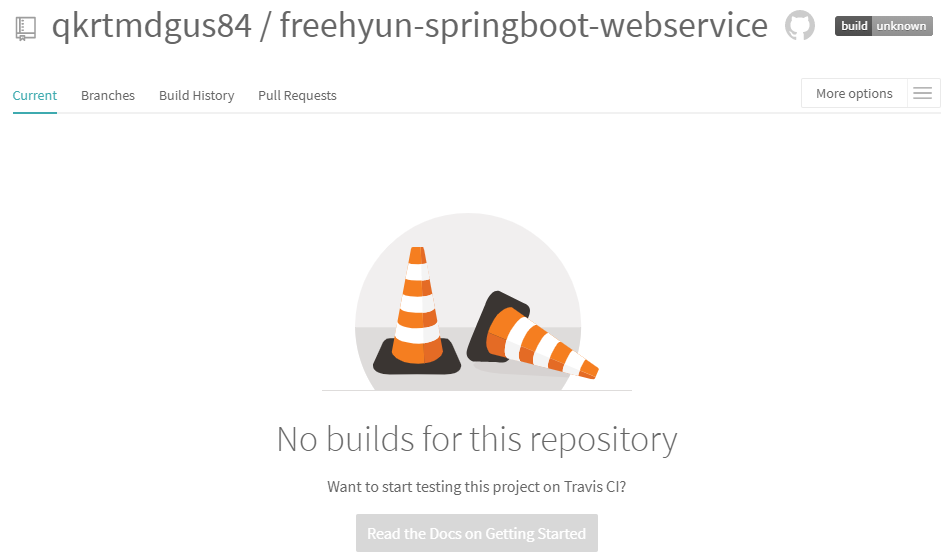 qkrtmdgus84 / freehyun-springboot-webservice build unknown
Current Branches Build History Pull Requests More options
No builds for this repository
Want to start testing this project on Travis CI?
Read the Docs on Getting Started